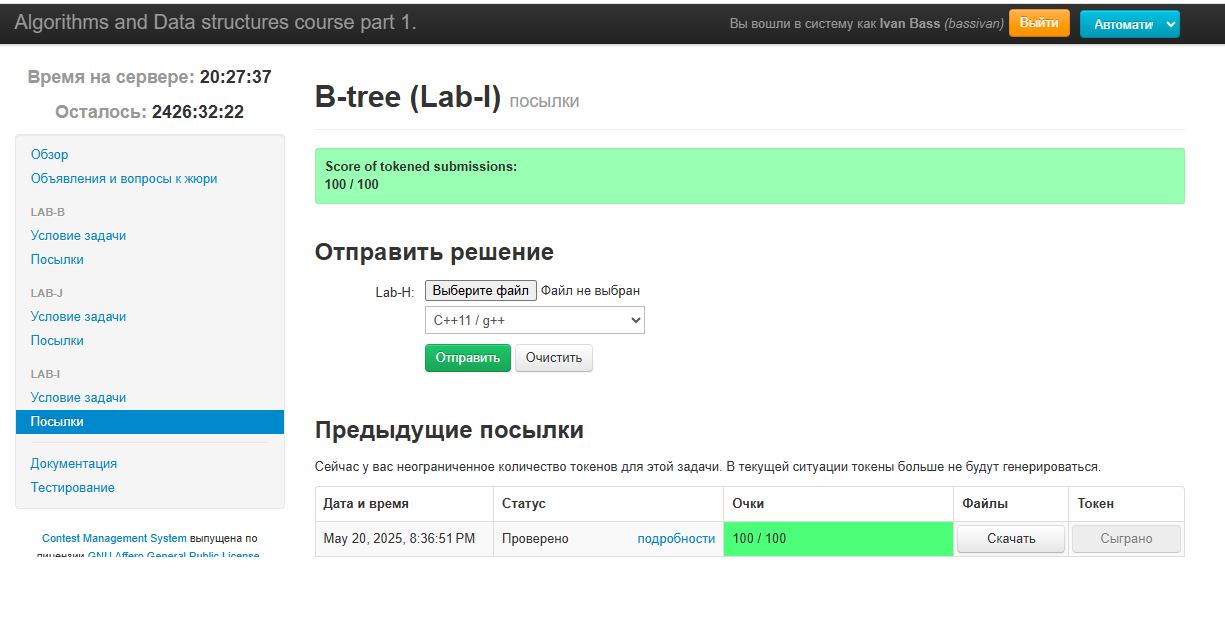 Algorithms and Data structures course part 1.
Вы вошли в систему как Ivan Bass (bassivan) Выйти Автомати
Время на сервере: 20:27:37
Осталось: 2426:32:22
Обзор
Объявления и вопросы к жюри
LAB-B
Условие задачи
Посылки
LAB-J
Условие задачи
Посылки
LAB-I
Условие задачи
Посылки
Документация
Тестирование
Contest Management System выпущена по
лицензии GNU Affero General Public License
B-tree (Lab-I) посылки
Score of tokened submissions:
100 / 100
Отправить решение
Lab-H: Выберите файл Файл не выбран
C++11 / g++
Отправить Очистить
Предыдущие посылки
Сейчас у вас неограниченное количество токенов для этой задачи. В текущей ситуации токены больше не будут генерироваться.
Дата и время Статус Очки Файлы Токен
May 20, 2025, 8:36:51 PM Проверено подробности 100 / 100 Скачать Сыграно